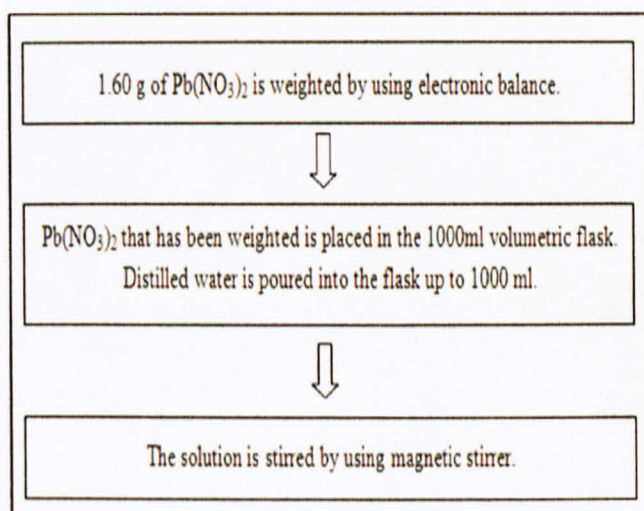 1.60 g of Pb(NO₃)₂ is weighted by using electronic balance.
Pb(NO₃)₂ that has been weighted is placed in the 1000ml volumetric flask.
Distilled water is poured into the flask up to 1000 ml.
The solution is stirred by using magnetic stirrer.